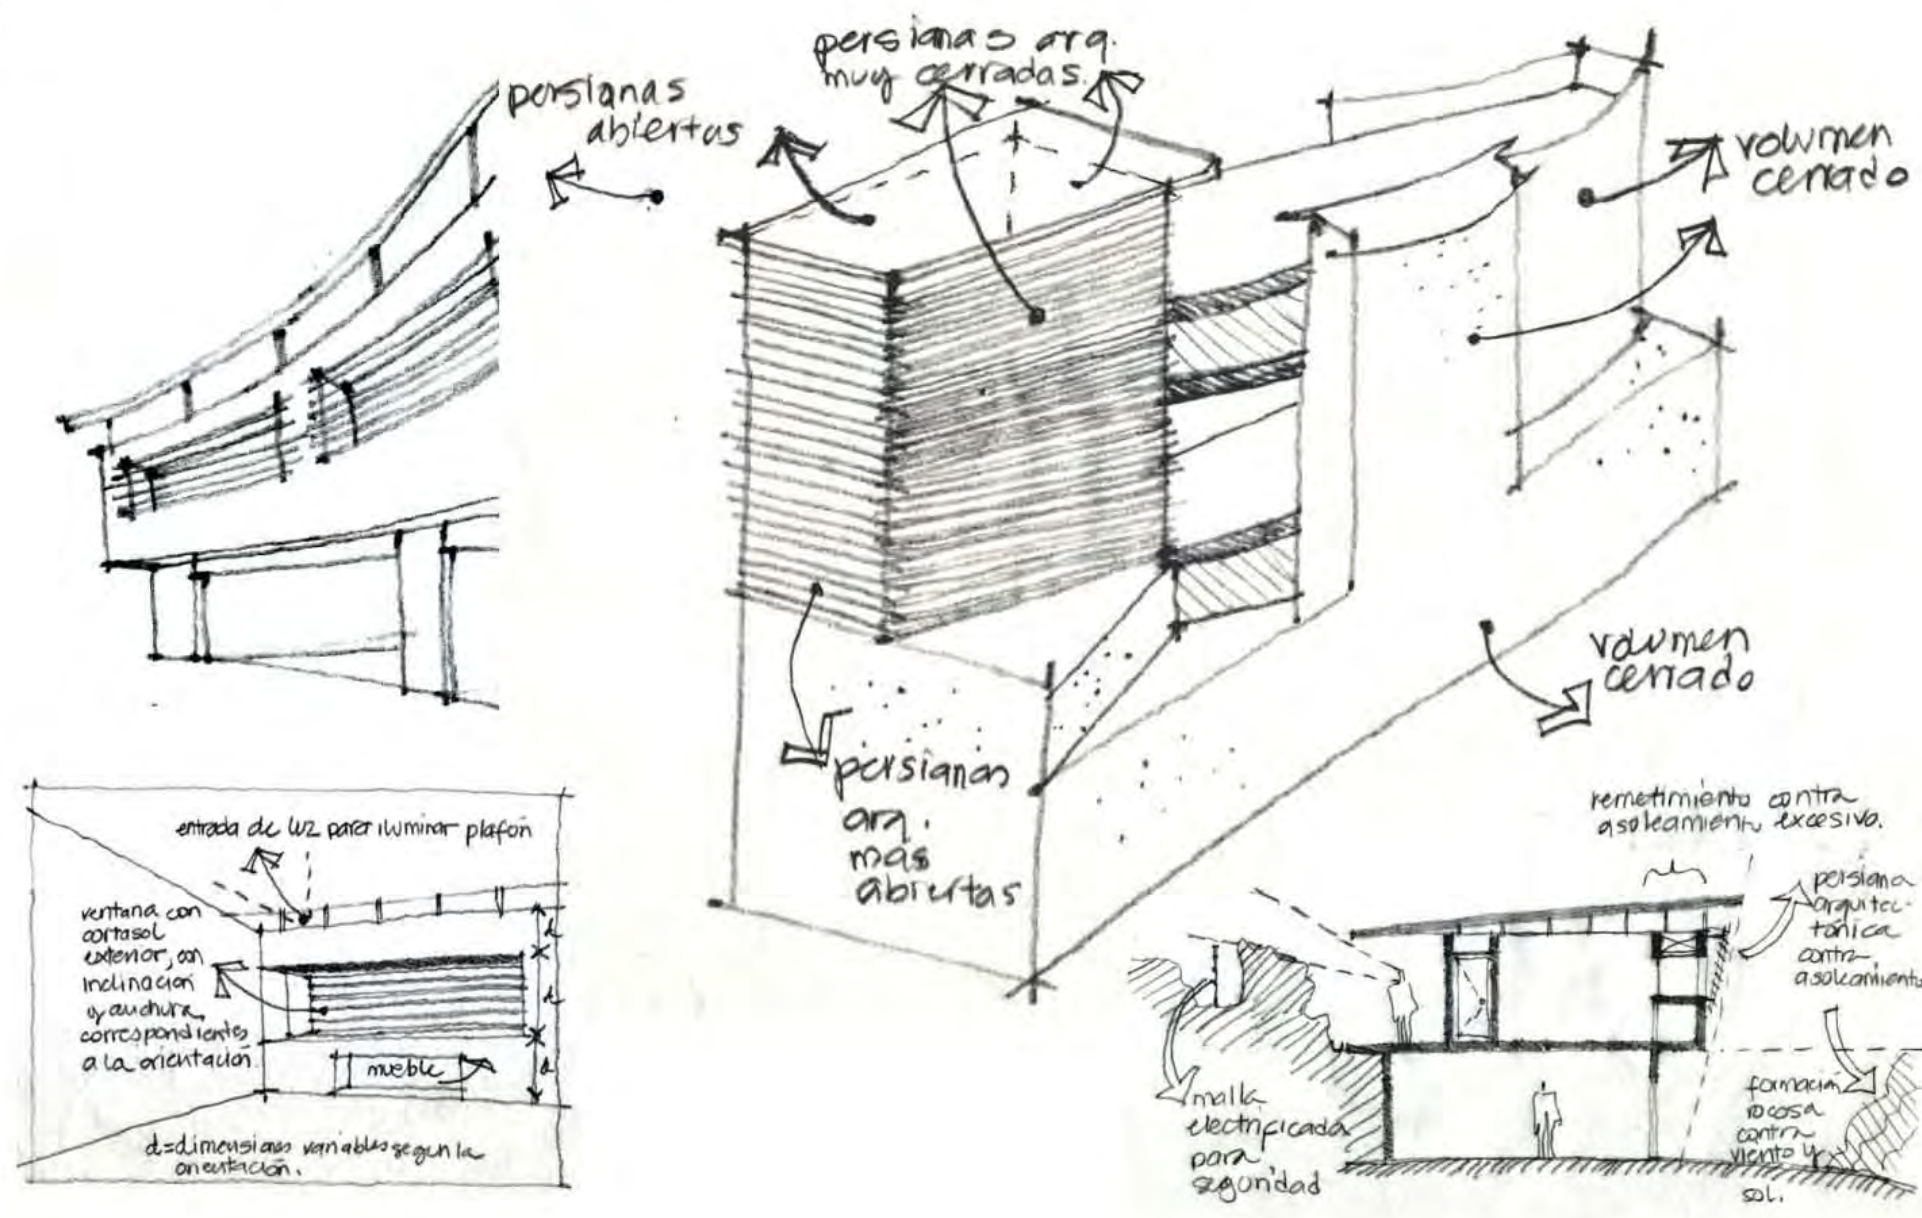 persianas
abiertas
persianas arq.
muy cerradas.
volumen
cerrado
volumen
cerrado
persianas
arq.
más
abiertas
entrada de luz para iluminar plafón
ventana con
cortasol
exterior, con
inclinación
y anchura
correspondientes
a la orientación
d
d
d
mueble
d=dimensiones variables según la
orientación.
remetimiento contra
asoleamiento excesivo.
persiana
arquitec-
tónica
contra
asoleamiento
malla
electrificada
para
seguridad
formación
rocosa
contra
viento y
sol.